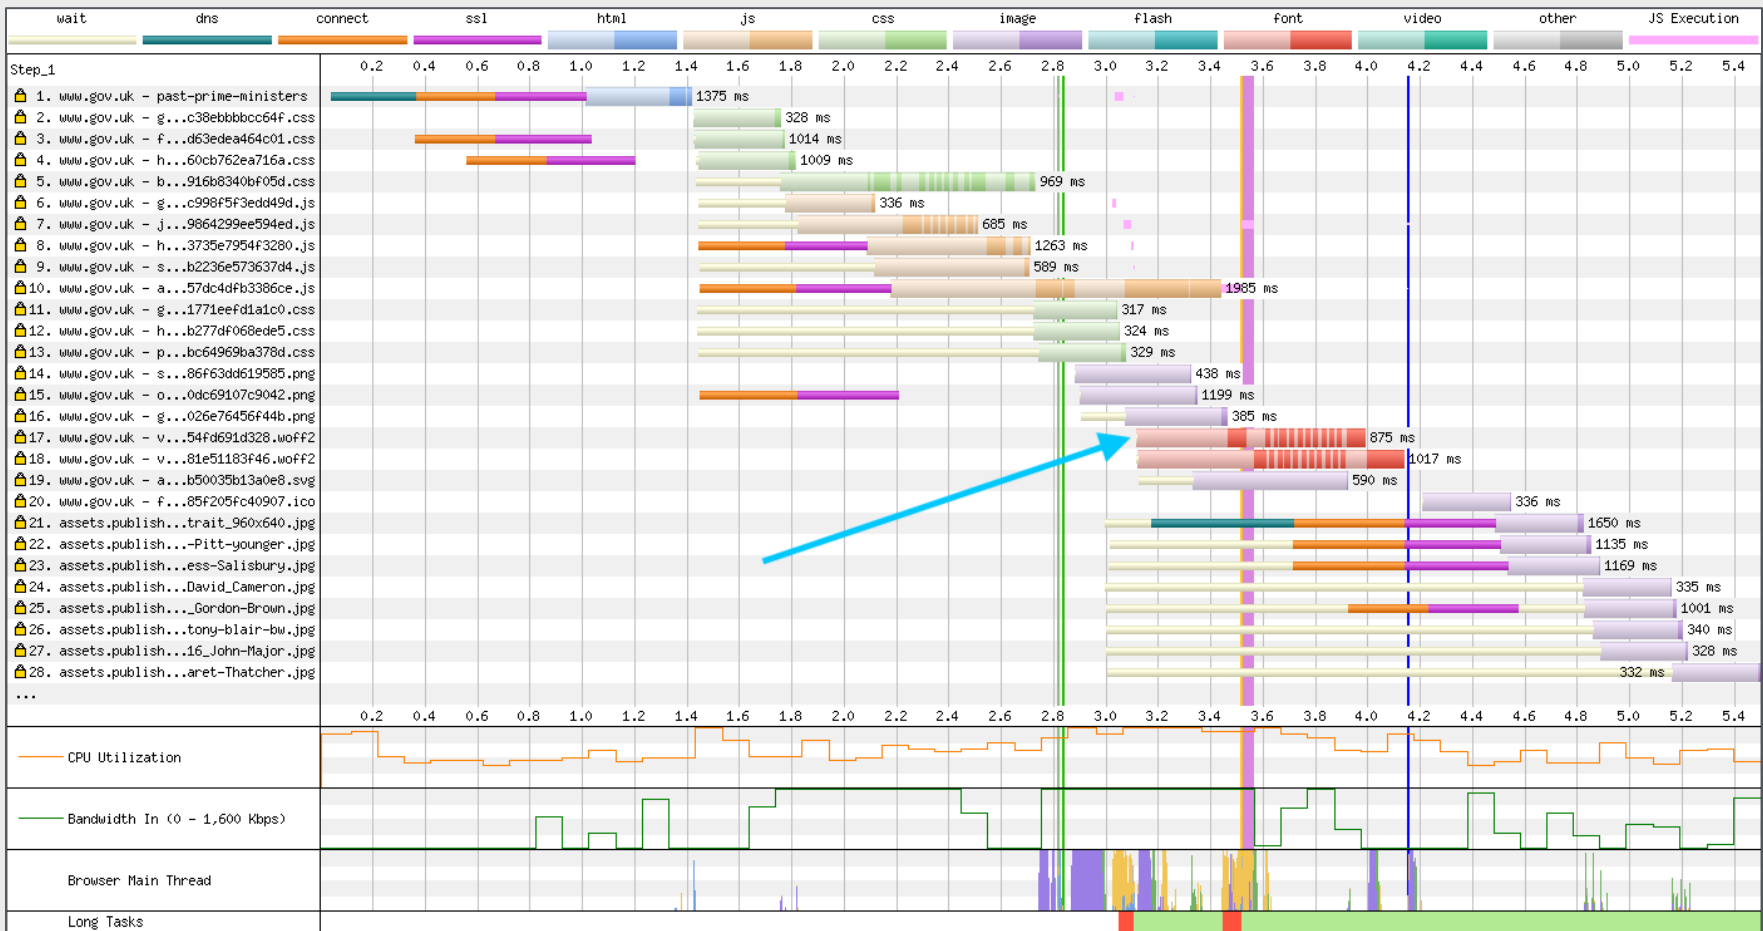 wait dns connect ssl html js css image flash font video other JS Execution
Step_1 0.2 0.4 0.6 0.8 1.0 1.2 1.4 1.6 1.8 2.0 2.2 2.4 2.6 2.8 3.0 3.2 3.4 3.6 3.8 4.0 4.2 4.4 4.6 4.8 5.0 5.2 5.4
1. www.gov.uk - past-prime-ministers 1375 ms
2. www.gov.uk - g...c38ebbbbcc64f.css 328 ms
3. www.gov.uk - f...d63edea464c01.css 1014 ms
4. www.gov.uk - h...60cb762ea716a.css 1009 ms
5. www.gov.uk - b...916b8340bf05d.css 969 ms
6. www.gov.uk - g...c998f5f3edd49d.js 336 ms
7. www.gov.uk - j...9864299ee594ed.js 685 ms
8. www.gov.uk - h...3735e7954f3280.js 1263 ms
9. www.gov.uk - s...b2236e573637d4.js 589 ms
10. www.gov.uk - a...57dc4dfb3386ce.js 1985 ms
11. www.gov.uk - g...1771eefd1a1c0.css 317 ms
12. www.gov.uk - h...b277df068ede5.css 324 ms
13. www.gov.uk - p...bc64969ba378d.css 329 ms
14. www.gov.uk - s...86f63dd619585.png 438 ms
15. www.gov.uk - o...0dc69107c9042.png 1199 ms
16. www.gov.uk - g...026e76456f44b.png 385 ms
17. www.gov.uk - v...54fd691d328.woff2 875 ms
18. www.gov.uk - v...81e51183f46.woff2 1017 ms
19. www.gov.uk - a...b50035b13a0e8.svg 590 ms
20. www.gov.uk - f...85f205fc40907.ico 336 ms
21. assets.publish...trait_960x640.jpg 1650 ms
22. assets.publish...-Pitt-younger.jpg 1135 ms
23. assets.publish...ess-Salisbury.jpg 1169 ms
24. assets.publish...David_Cameron.jpg 335 ms
25. assets.publish..._Gordon-Brown.jpg 1001 ms
26. assets.publish...tony-blair-bw.jpg 340 ms
27. assets.publish...16_John-Major.jpg 328 ms
28. assets.publish...aret-Thatcher.jpg 332 ms
...
0.2 0.4 0.6 0.8 1.0 1.2 1.4 1.6 1.8 2.0 2.2 2.4 2.6 2.8 3.0 3.2 3.4 3.6 3.8 4.0 4.2 4.4 4.6 4.8 5.0 5.2 5.4
CPU Utilization
Bandwidth In (0 - 1,600 Kbps)
Browser Main Thread
Long Tasks